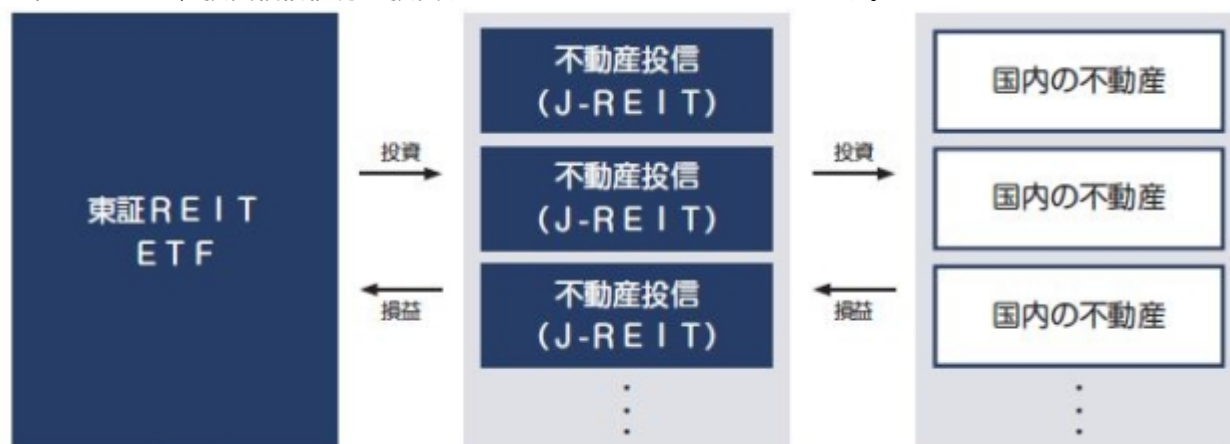 東証ＲＥＩＴ
ＥＴＦ
投資
損益
不動産投信
（Ｊ-ＲＥＩＴ）
不動産投信
（Ｊ-ＲＥＩＴ）
不動産投信
（Ｊ-ＲＥＩＴ）
投資
損益
国内の不動産
国内の不動産
国内の不動産